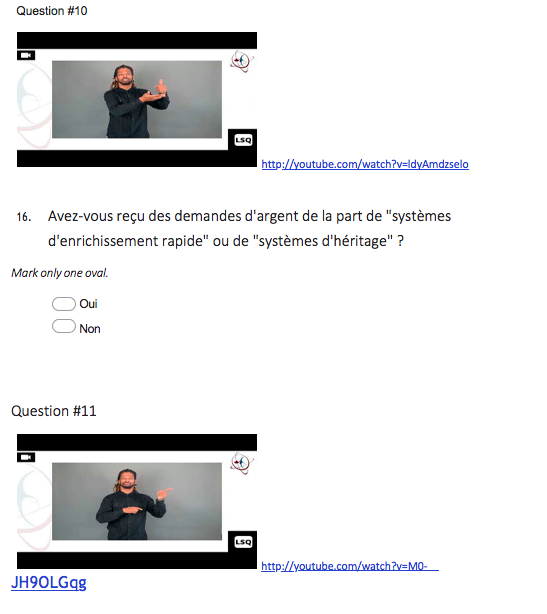 Question #10
LSQ
http://youtube.com/watch?v=ldyAmdzselo
16. Avez-vous reçu des demandes d'argent de la part de "systèmes
d'enrichissement rapide" ou de "systèmes d'héritage" ?
Mark only one oval.
Oui
Non
Question #11
LSQ
http://youtube.com/watch?v=M0-
JH9OLGqg